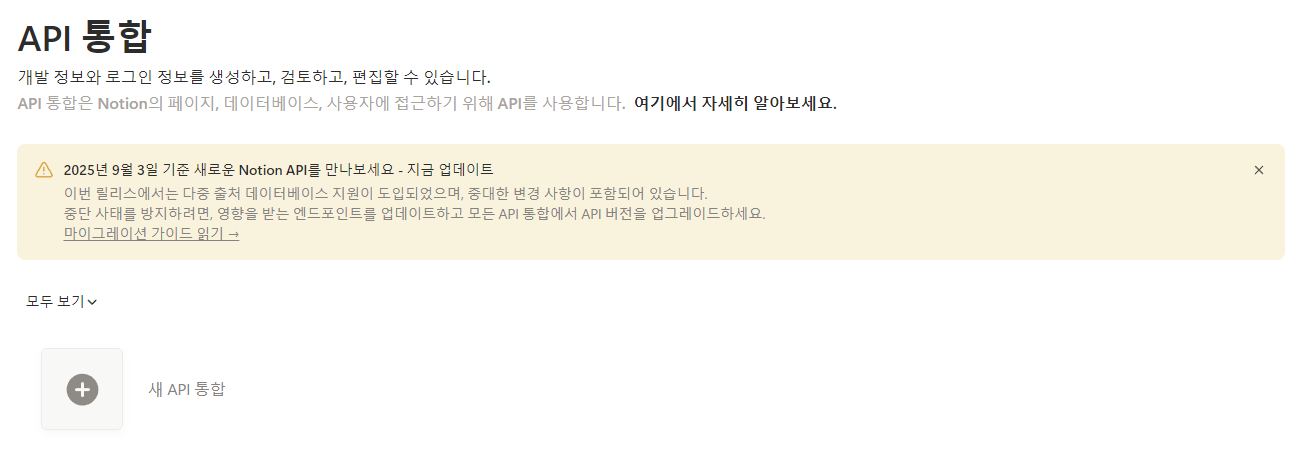 API 통합
개발 정보와 로그인 정보를 생성하고, 검토하고, 편집할 수 있습니다.
API 통합은 Notion의 페이지, 데이터베이스, 사용자에 접근하기 위해 API를 사용합니다. 여기에서 자세히 알아보세요.
2025년 9월 3일 기준 새로운 Notion API를 만나보세요 - 지금 업데이트
이번 릴리스에서는 다중 출처 데이터베이스 지원이 도입되었으며, 중대한 변경 사항이 포함되어 있습니다.
중단 사태를 방지하려면, 영향을 받는 엔드포인트를 업데이트하고 모든 API 통합에서 API 버전을 업그레이드하세요.
마이그레이션 가이드 읽기 →
모두 보기
새 API 통합